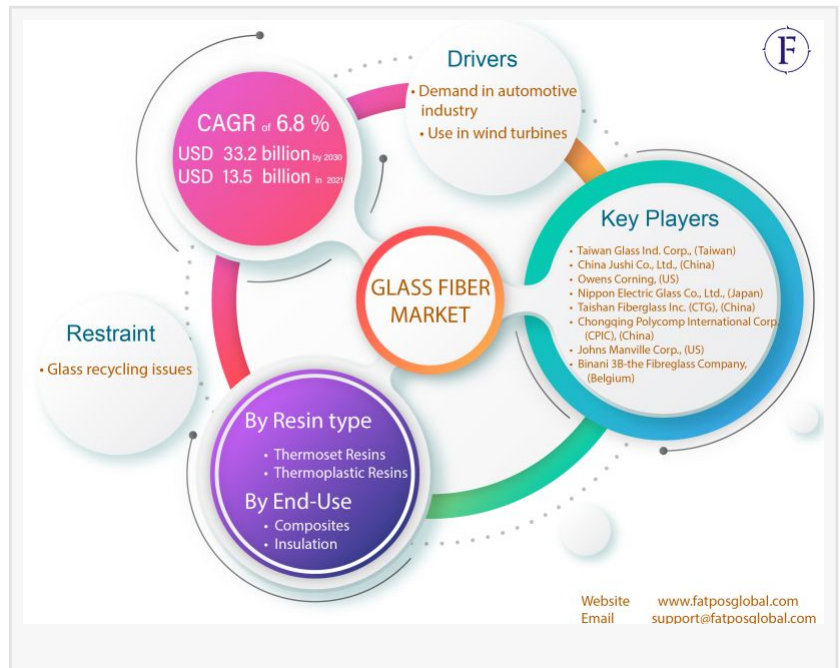 F
CAGR of 6.8 %
USD 33.2 billion by 2030
USD 13.5 billion in 2021
Drivers
• Demand in automotive
industry
• Use in wind turbines
Key Players
• Taiwan Glass Ind. Corp., (Taiwan)
• China Jushi Co., Ltd., (China)
• Owens Corning, (US)
• Nippon Electric Glass Co., Ltd., (Japan)
• Taishan Fiberglass Inc. (CTG), (China)
• Chongqing Polycomp International Corp.
(CPIC), (China)
• Johns Manville Corp., (US)
• Binani 3B-the Fibreglass Company,
(Belgium)
GLASS FIBER
MARKET
Restraint
• Glass recycling issues
By Resin type
• Thermoset Resins
• Thermoplastic Resins
By End-Use
• Composites
• Insulation
Website www.fatposglobal.com
Email support@fatposglobal.com